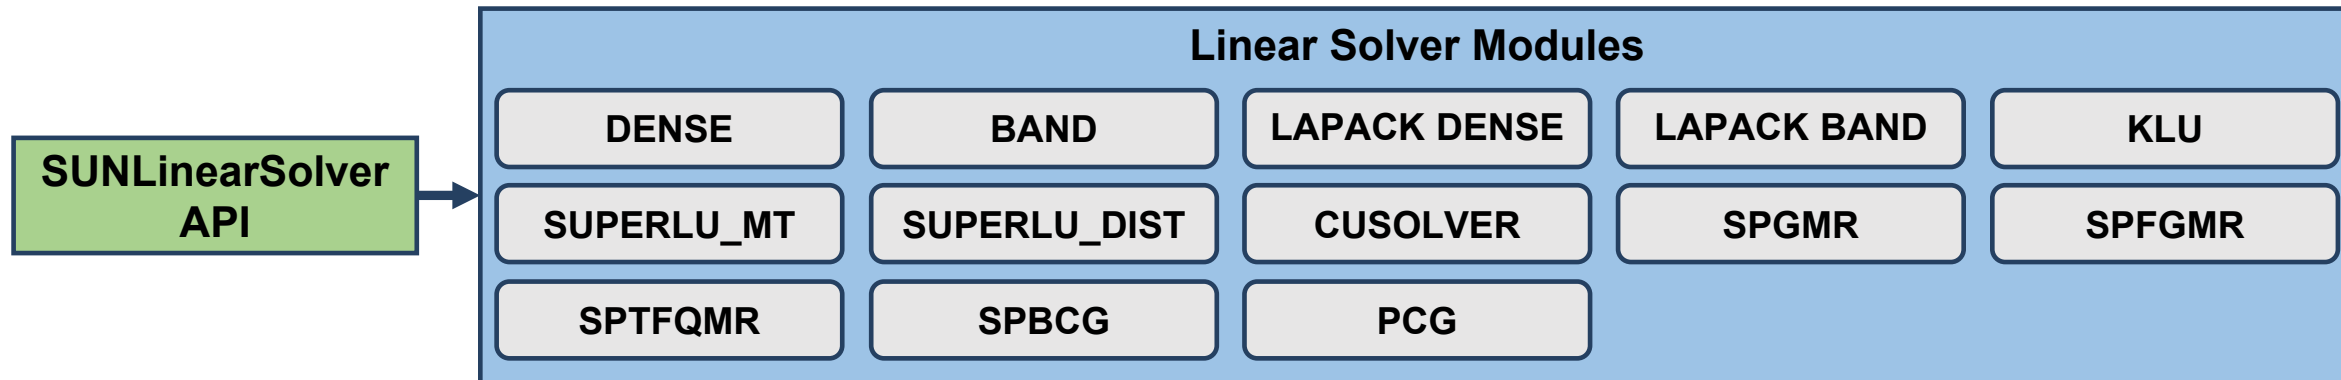 Linear Solver Modules
SUNLinearSolver
API
DENSE
BAND
LAPACK DENSE
LAPACK BAND
KLU
SUPERLU_MT
SUPERLU_DIST
CUSOLVER
SPGMR
SPFGMR
SPTFQMR
SPBCG
PCG